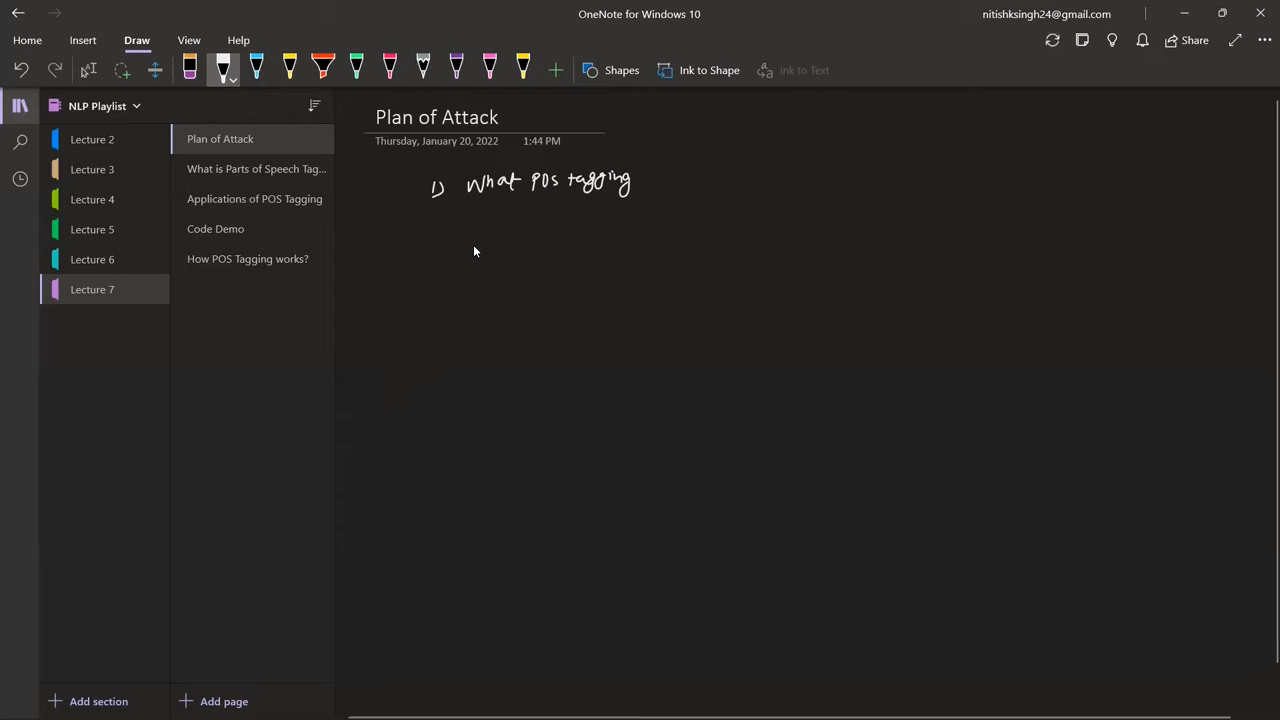 OneNote for Windows 10
nitishksingh24@gmail.com
Home Insert Draw View Help
Share
Shapes Ink to Shape Ink to Text
NLP Playlist
Lecture 2
Lecture 3
Lecture 4
Lecture 5
Lecture 6
Lecture 7
Plan of Attack
What is Parts of Speech Tag...
Applications of POS Tagging
Code Demo
How POS Tagging works?
Plan of Attack
Thursday, January 20, 2022 1:44 PM
1) What POS tagging
Add section
Add page